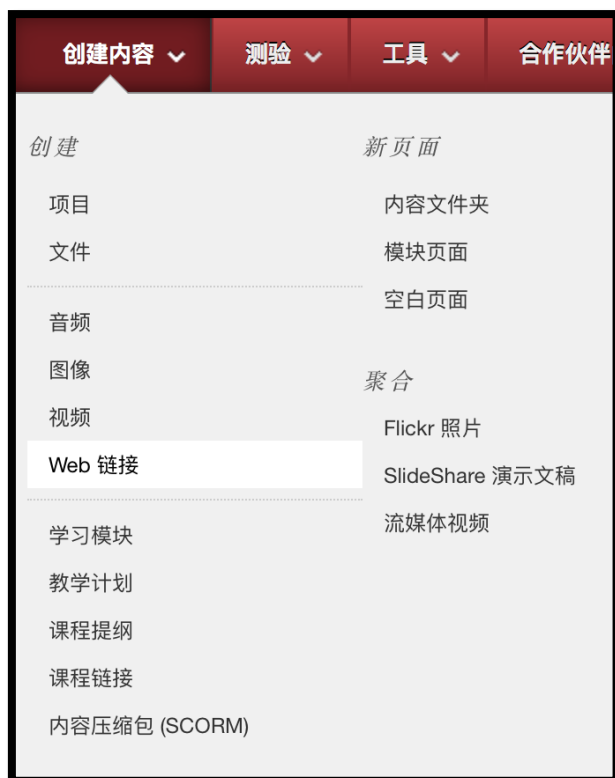 创建内容
测验
工具
合作伙伴
创建
项目
文件
音频
图像
视频
Web 链接
学习模块
教学计划
课程提纲
课程链接
内容压缩包 (SCORM)
新页面
内容文件夹
模块页面
空白页面
聚合
Flickr 照片
SlideShare 演示文稿
流媒体视频